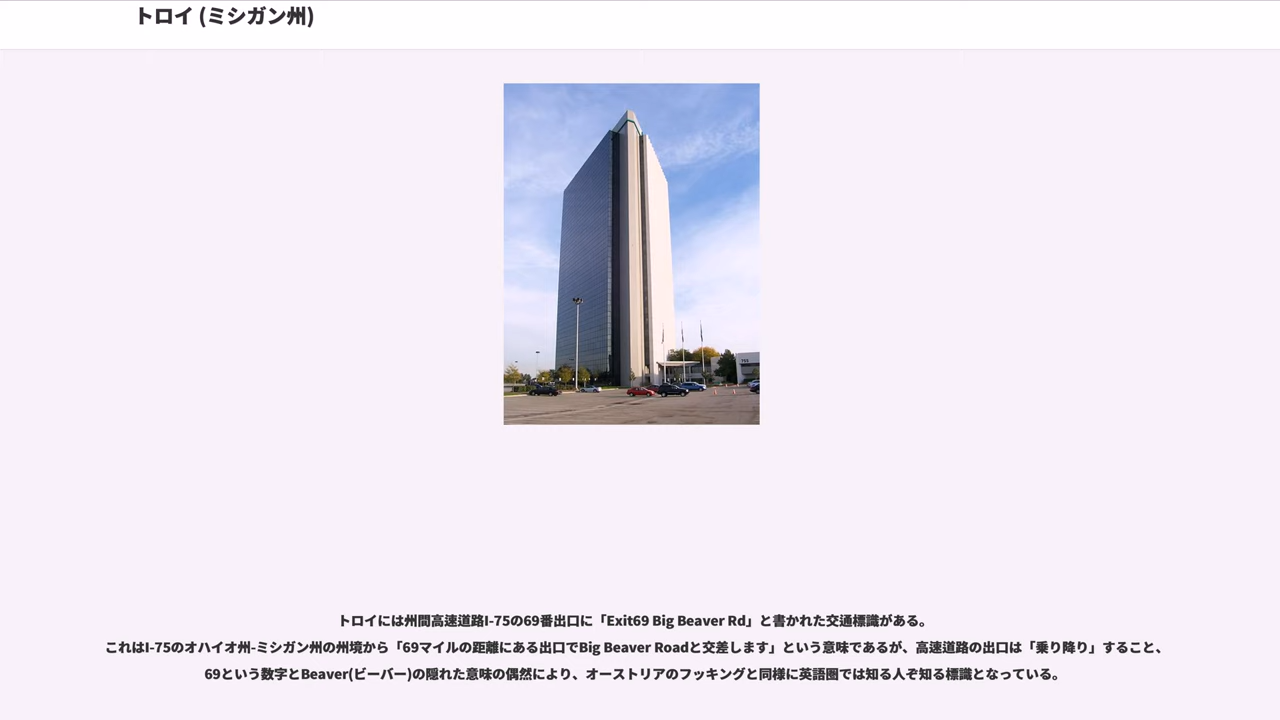 トロイ (ミシガン州)
トロイには州間高速道路I-75の69番出口に「Exit69 Big Beaver Rd」と書かれた交通標識がある。
これはI-75のオハイオ州-ミシガン州の州境から「69マイルの距離にある出口でBig Beaver Roadと交差します」という意味であるが、高速道路の出口は「乗り降り」すること、
69という数字とBeaver(ビーバー)の隠れた意味の偶然により、オーストリアのフッキングと同様に英語圏では知る人ぞ知る標識となっている。